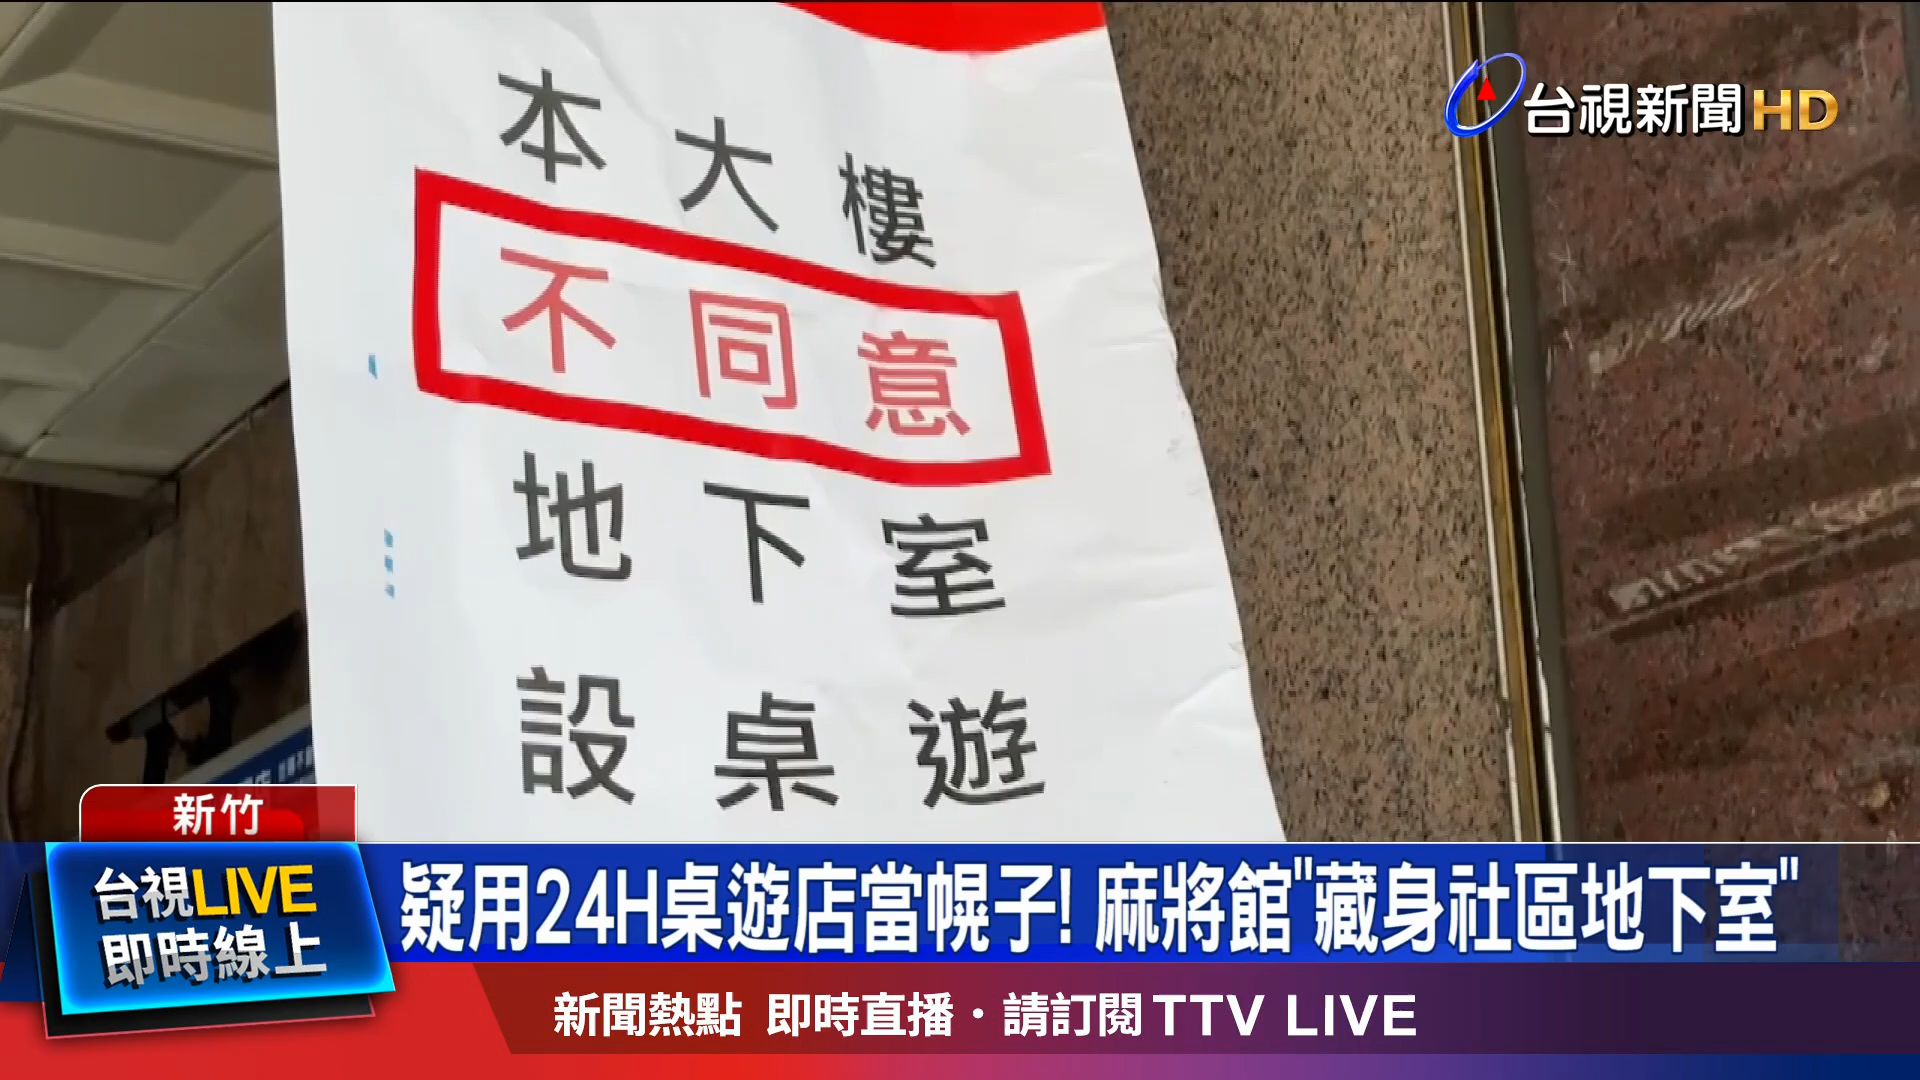 台視新聞HD
本大樓
不同意
地下室
設桌遊
新竹
台視LIVE
即時線上
疑用24H桌遊店當幌子! 麻將館"藏身社區地下室"
新聞熱點 即時直播・請訂閱TTV LIVE